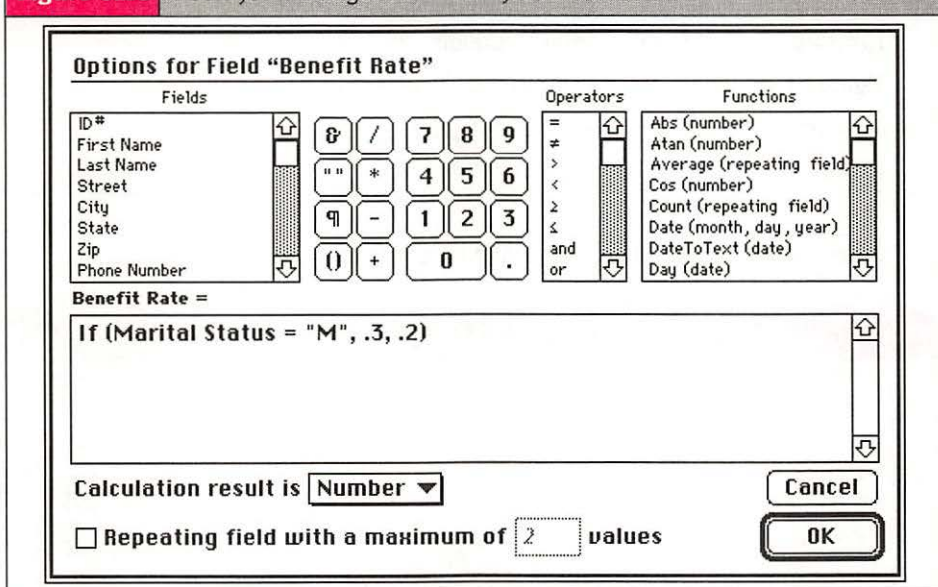 Options for Field "Benefit Rate"
Fields
Operators
Functions
ID#
First Name
Last Name
Street
City
State
Zip
Phone Number
& / 7 8 9
" " * 4 5 6
¶ - 1 2 3
() + 0 .
=
≠
>
<
≥
≤
and
or
Abs (number)
Atan (number)
Average (repeating field)
Cos (number)
Count (repeating field)
Date (month, day, year)
DateToText (date)
Day (date)
Benefit Rate =
If (Marital Status = "M", .3, .2)
Calculation result is Number
Cancel
Repeating field with a maximum of 2 values
OK